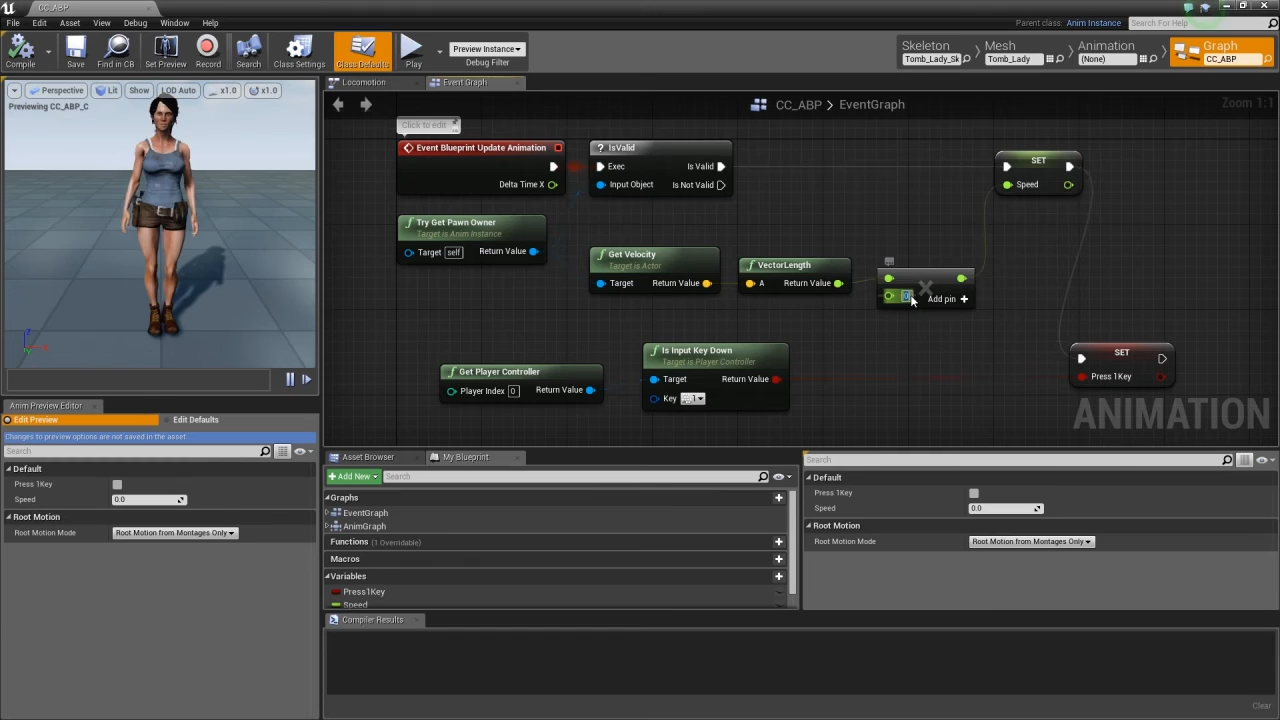 CC_ABP
File Edit Asset View Debug Window Help
Parent class: Anim Instance Search For Help
Compile Save Find in CB Set Preview Record Search Class Settings Class Defaults Play
Preview Instance
Debug Filter
Skeleton
Tomb_Lady_Sk
Mesh
Tomb_Lady
Animation
(None)
Graph
CC_ABP
Perspective Lit Show LOD Auto x1.0 x1.0
Previewing CC_ABP_C
Locomotion Event Graph
CC_ABP > EventGraph
Zoom 1:1
Click to edit
Event Blueprint Update Animation
Delta Time X
? IsValid
Exec Is Valid
Input Object Is Not Valid
SET
Speed
f Try Get Pawn Owner
Target is Anim Instance
Target self Return Value
f Get Velocity
Target is Actor
Target Return Value
f VectorLength
A Return Value
0 Add pin +
f Get Player Controller
Player Index 0 Return Value
f Is Input Key Down
Target is Player Controller
Target Return Value
Key 1
SET
Press 1Key
ANIMATION
Anim Preview Editor
Edit Preview Edit Defaults
Changes to preview options are not saved in the asset.
Search
Default
Press 1Key
Speed 0.0
Root Motion
Root Motion Mode Root Motion from Montages Only
Asset Browser My Blueprint
+Add New Search
Graphs
EventGraph
AnimGraph
Functions (1 Overridable)
Macros
Variables
Press1Key
Speed
Search
Default
Press 1Key
Speed 0.0
Root Motion
Root Motion Mode Root Motion from Montages Only
Compiler Results
Clear